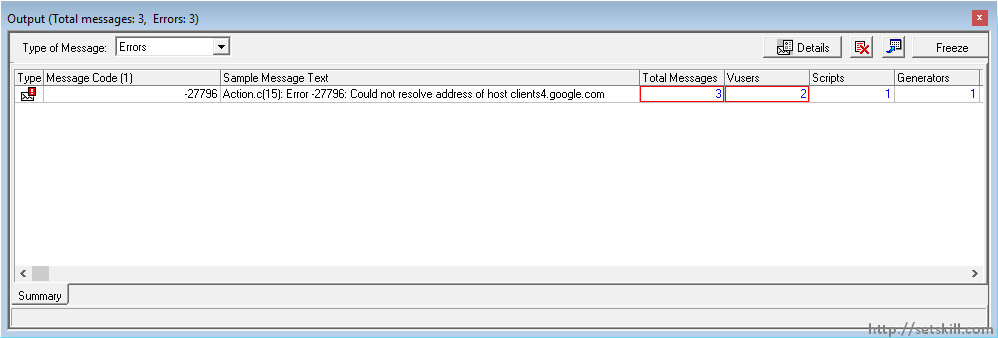 Output (Total messages: 3,  Errors: 3)
x
Type of Message: Errors Details Freeze
Type Message Code (1) Sample Message Text Total Messages Vusers Scripts Generators
-27796 Action.c(15): Error -27796: Could not resolve address of host clients4.google.com 3 2 1 1
Summary
http://setskill.com